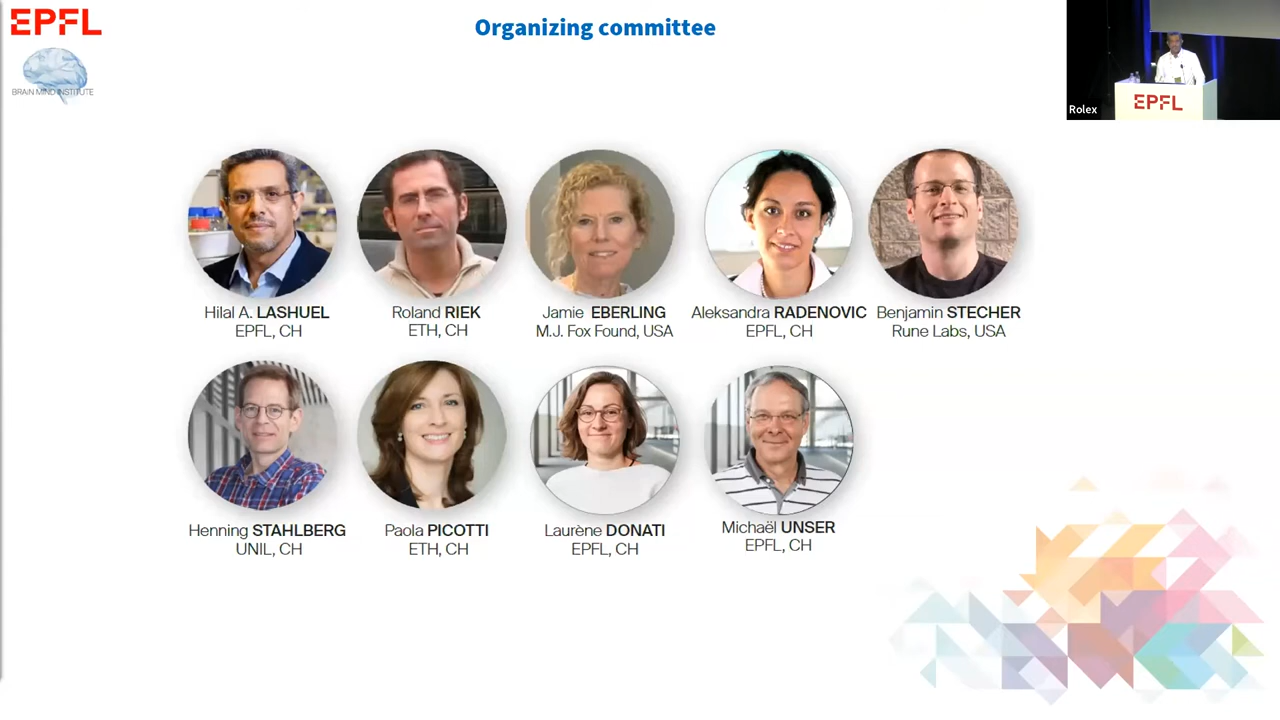 EPFL
BRAIN MIND INSTITUTE
Organizing committee
Rolex
EPFL
Hilal A. LASHUEL
EPFL, CH
Roland RIEK
ETH, CH
Jamie EBERLING
M.J. Fox Found, USA
Aleksandra RADENOVIC
EPFL, CH
Benjamin STECHER
Rune Labs, USA
Henning STAHLBERG
UNIL, CH
Paola PICOTTI
ETH, CH
Laurène DONATI
EPFL, CH
Michaël UNSER
EPFL, CH